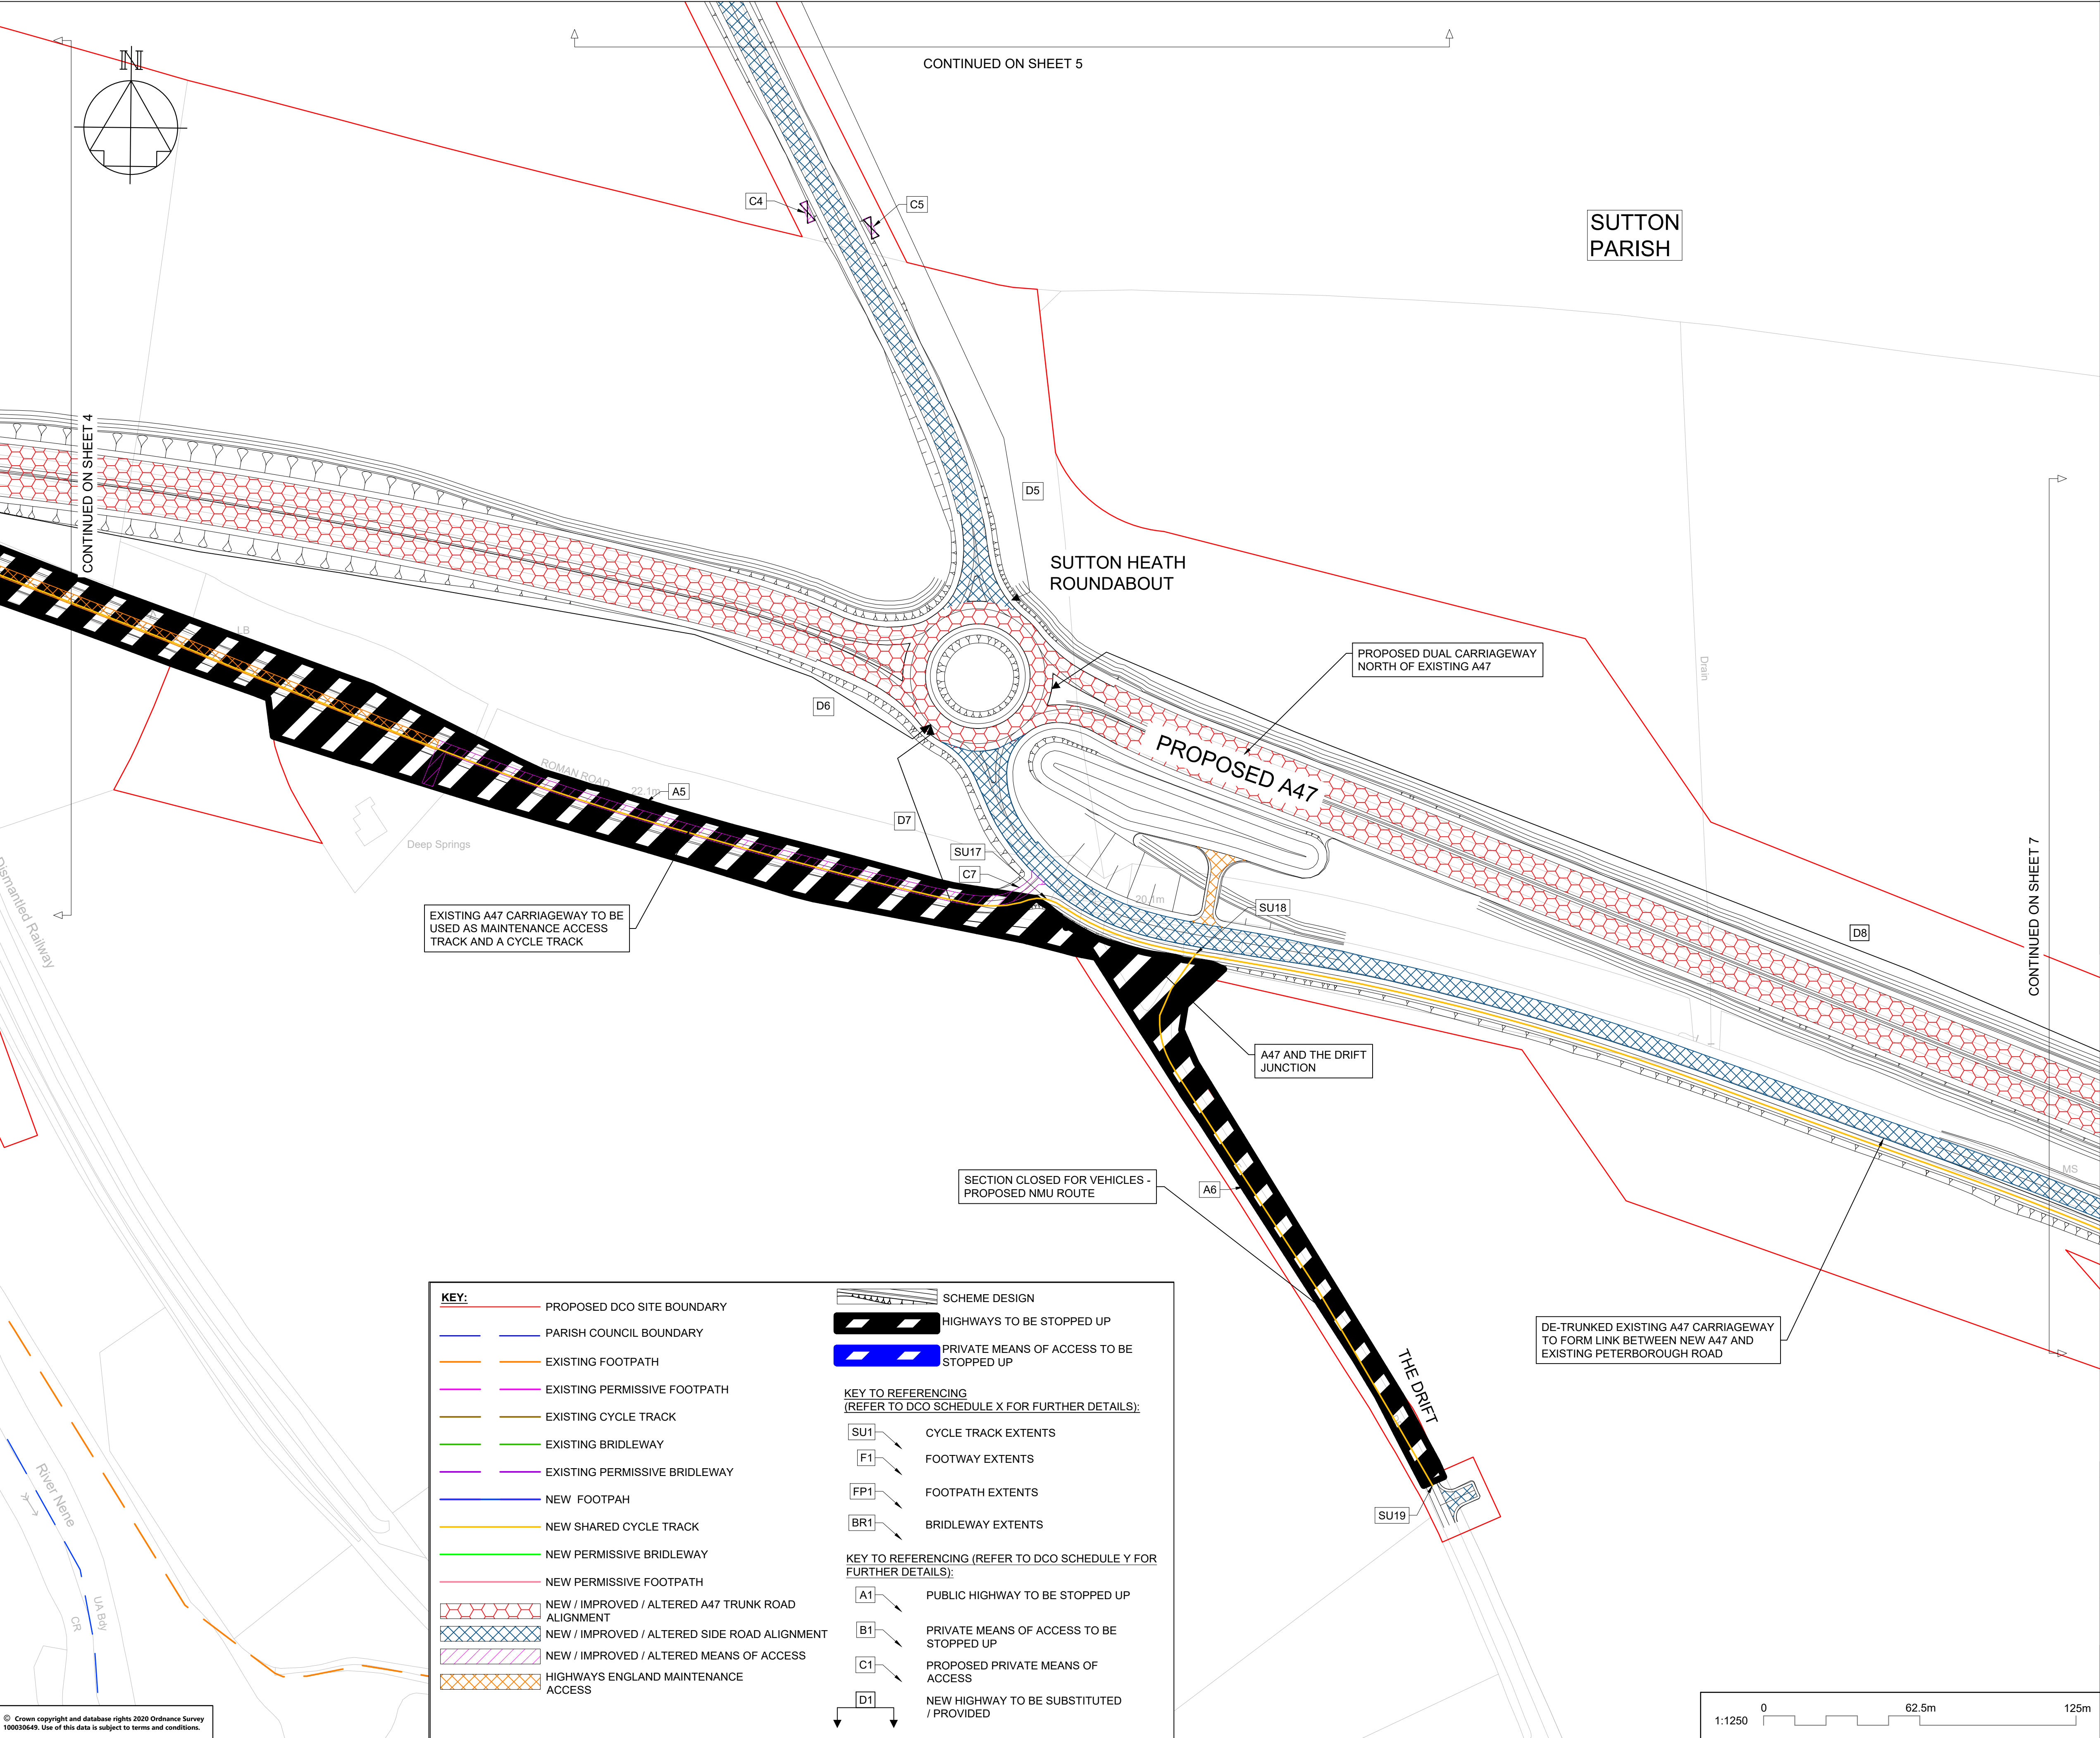 N
CONTINUED ON SHEET 5
C4
C5
SUTTON
PARISH
CONTINUED ON SHEET 4
D5
SUTTON HEATH
ROUNDABOUT
LB
PROPOSED DUAL CARRIAGEWAY
NORTH OF EXISTING A47
Drain
D6
PROPOSED A47
ROMAN ROAD
22.1m
A5
D7
Deep Springs
SU17
C7
20.1m
SU18
Dismantled Railway
EXISTING A47 CARRIAGEWAY TO BE
USED AS MAINTENANCE ACCESS
TRACK AND A CYCLE TRACK
D8
CONTINUED ON SHEET 7
A47 AND THE DRIFT
JUNCTION
SECTION CLOSED FOR VEHICLES -
PROPOSED NMU ROUTE
A6
MS
DE-TRUNKED EXISTING A47 CARRIAGEWAY
TO FORM LINK BETWEEN NEW A47 AND
EXISTING PETERBOROUGH ROAD
THE DRIFT
SU19
River Nene
UA Bdy
CR
KEY:
PROPOSED DCO SITE BOUNDARY
PARISH COUNCIL BOUNDARY
EXISTING FOOTPATH
EXISTING PERMISSIVE FOOTPATH
EXISTING CYCLE TRACK
EXISTING BRIDLEWAY
EXISTING PERMISSIVE BRIDLEWAY
NEW FOOTPAH
NEW SHARED CYCLE TRACK
NEW PERMISSIVE BRIDLEWAY
NEW PERMISSIVE FOOTPATH
NEW / IMPROVED / ALTERED A47 TRUNK ROAD
ALIGNMENT
NEW / IMPROVED / ALTERED SIDE ROAD ALIGNMENT
NEW / IMPROVED / ALTERED MEANS OF ACCESS
HIGHWAYS ENGLAND MAINTENANCE
ACCESS
SCHEME DESIGN
HIGHWAYS TO BE STOPPED UP
PRIVATE MEANS OF ACCESS TO BE
STOPPED UP
KEY TO REFERENCING
(REFER TO DCO SCHEDULE X FOR FURTHER DETAILS):
SU1 CYCLE TRACK EXTENTS
F1 FOOTWAY EXTENTS
FP1 FOOTPATH EXTENTS
BR1 BRIDLEWAY EXTENTS
KEY TO REFERENCING (REFER TO DCO SCHEDULE Y FOR
FURTHER DETAILS):
A1 PUBLIC HIGHWAY TO BE STOPPED UP
B1 PRIVATE MEANS OF ACCESS TO BE
STOPPED UP
C1 PROPOSED PRIVATE MEANS OF
ACCESS
D1 NEW HIGHWAY TO BE SUBSTITUTED
/ PROVIDED
© Crown copyright and database rights 2020 Ordnance Survey
100030649. Use of this data is subject to terms and conditions.
1:1250
0 62.5m 125m